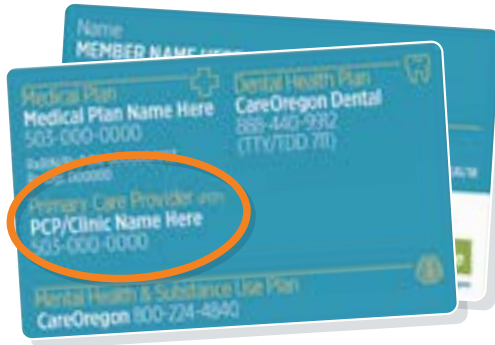 Name
MEMBER NAME HERE
Medical Plan
Medical Plan Name Here
503-000-0000
Dental Health Plan
CareOregon Dental
888-440-9912
(TTY/TDD 711)
Primary Care Provider
PCP/Clinic Name Here
503-000-0000
Mental Health & Substance Use Plan
CareOregon 800-224-4840